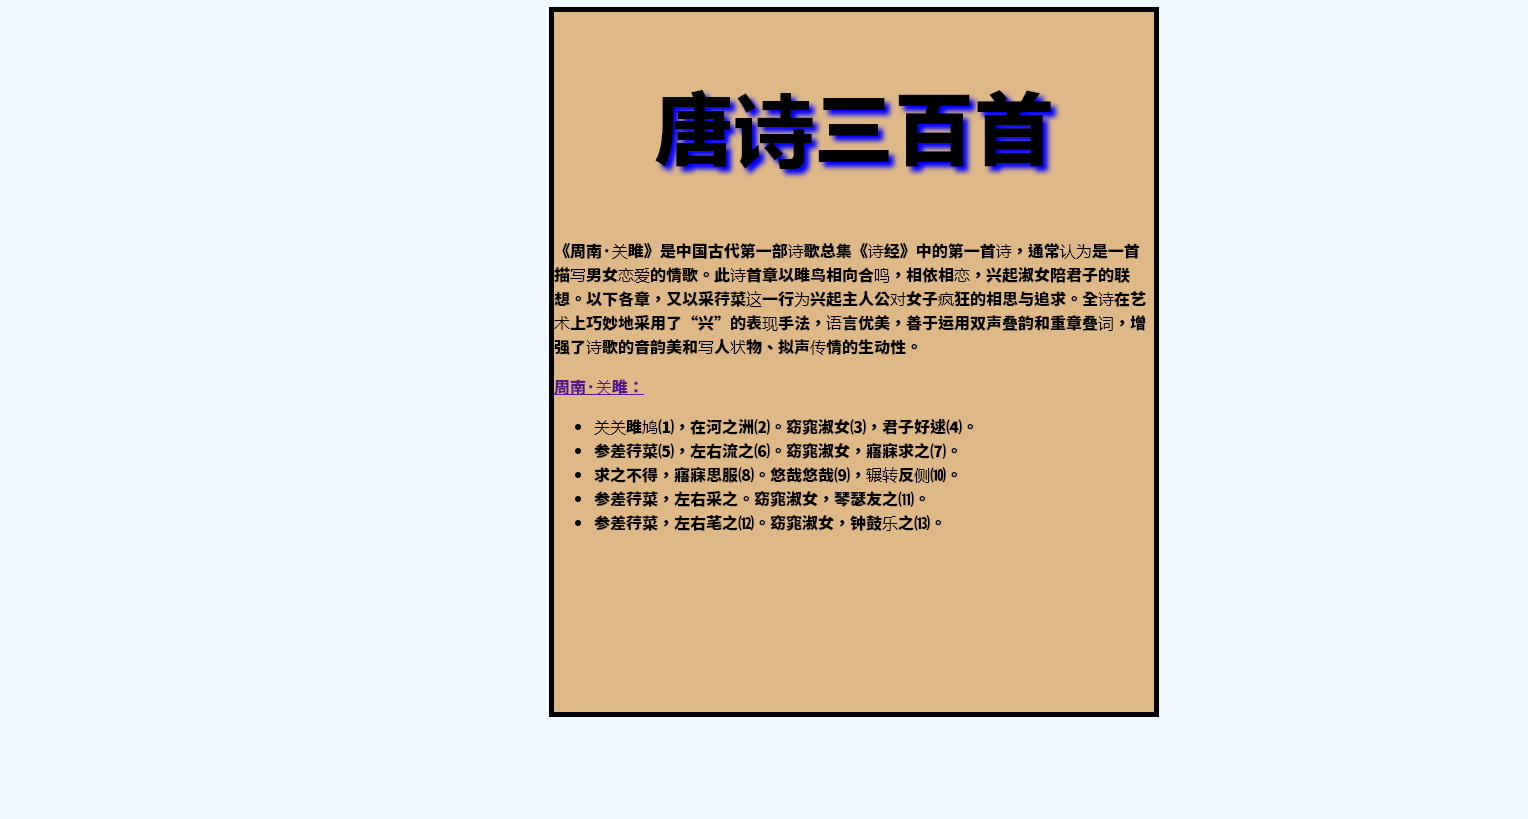 唐诗三百首
《周南·关雎》是中国古代第一部诗歌总集《诗经》中的第一首诗，通常认为是一首
描写男女恋爱的情歌。此诗首章以雎鸟相向合鸣，相依相恋，兴起淑女陪君子的联
想。以下各章，又以采荇菜这一行为兴起主人公对女子疯狂的相思与追求。全诗在艺
术上巧妙地采用了“兴”的表现手法，语言优美，善于运用双声叠韵和重章叠词，增
强了诗歌的音韵美和写人状物、拟声传情的生动性。
周南·关雎：
• 关关雎鸠⑴，在河之洲⑵。窈窕淑女⑶，君子好逑⑷。
• 参差荇菜⑸，左右流之⑹。窈窕淑女，寤寐求之⑺。
• 求之不得，寤寐思服⑻。悠哉悠哉⑼，辗转反侧⑽。
• 参差荇菜，左右采之。窈窕淑女，琴瑟友之⑾。
• 参差荇菜，左右芼之⑿。窈窕淑女，钟鼓乐之⒀。